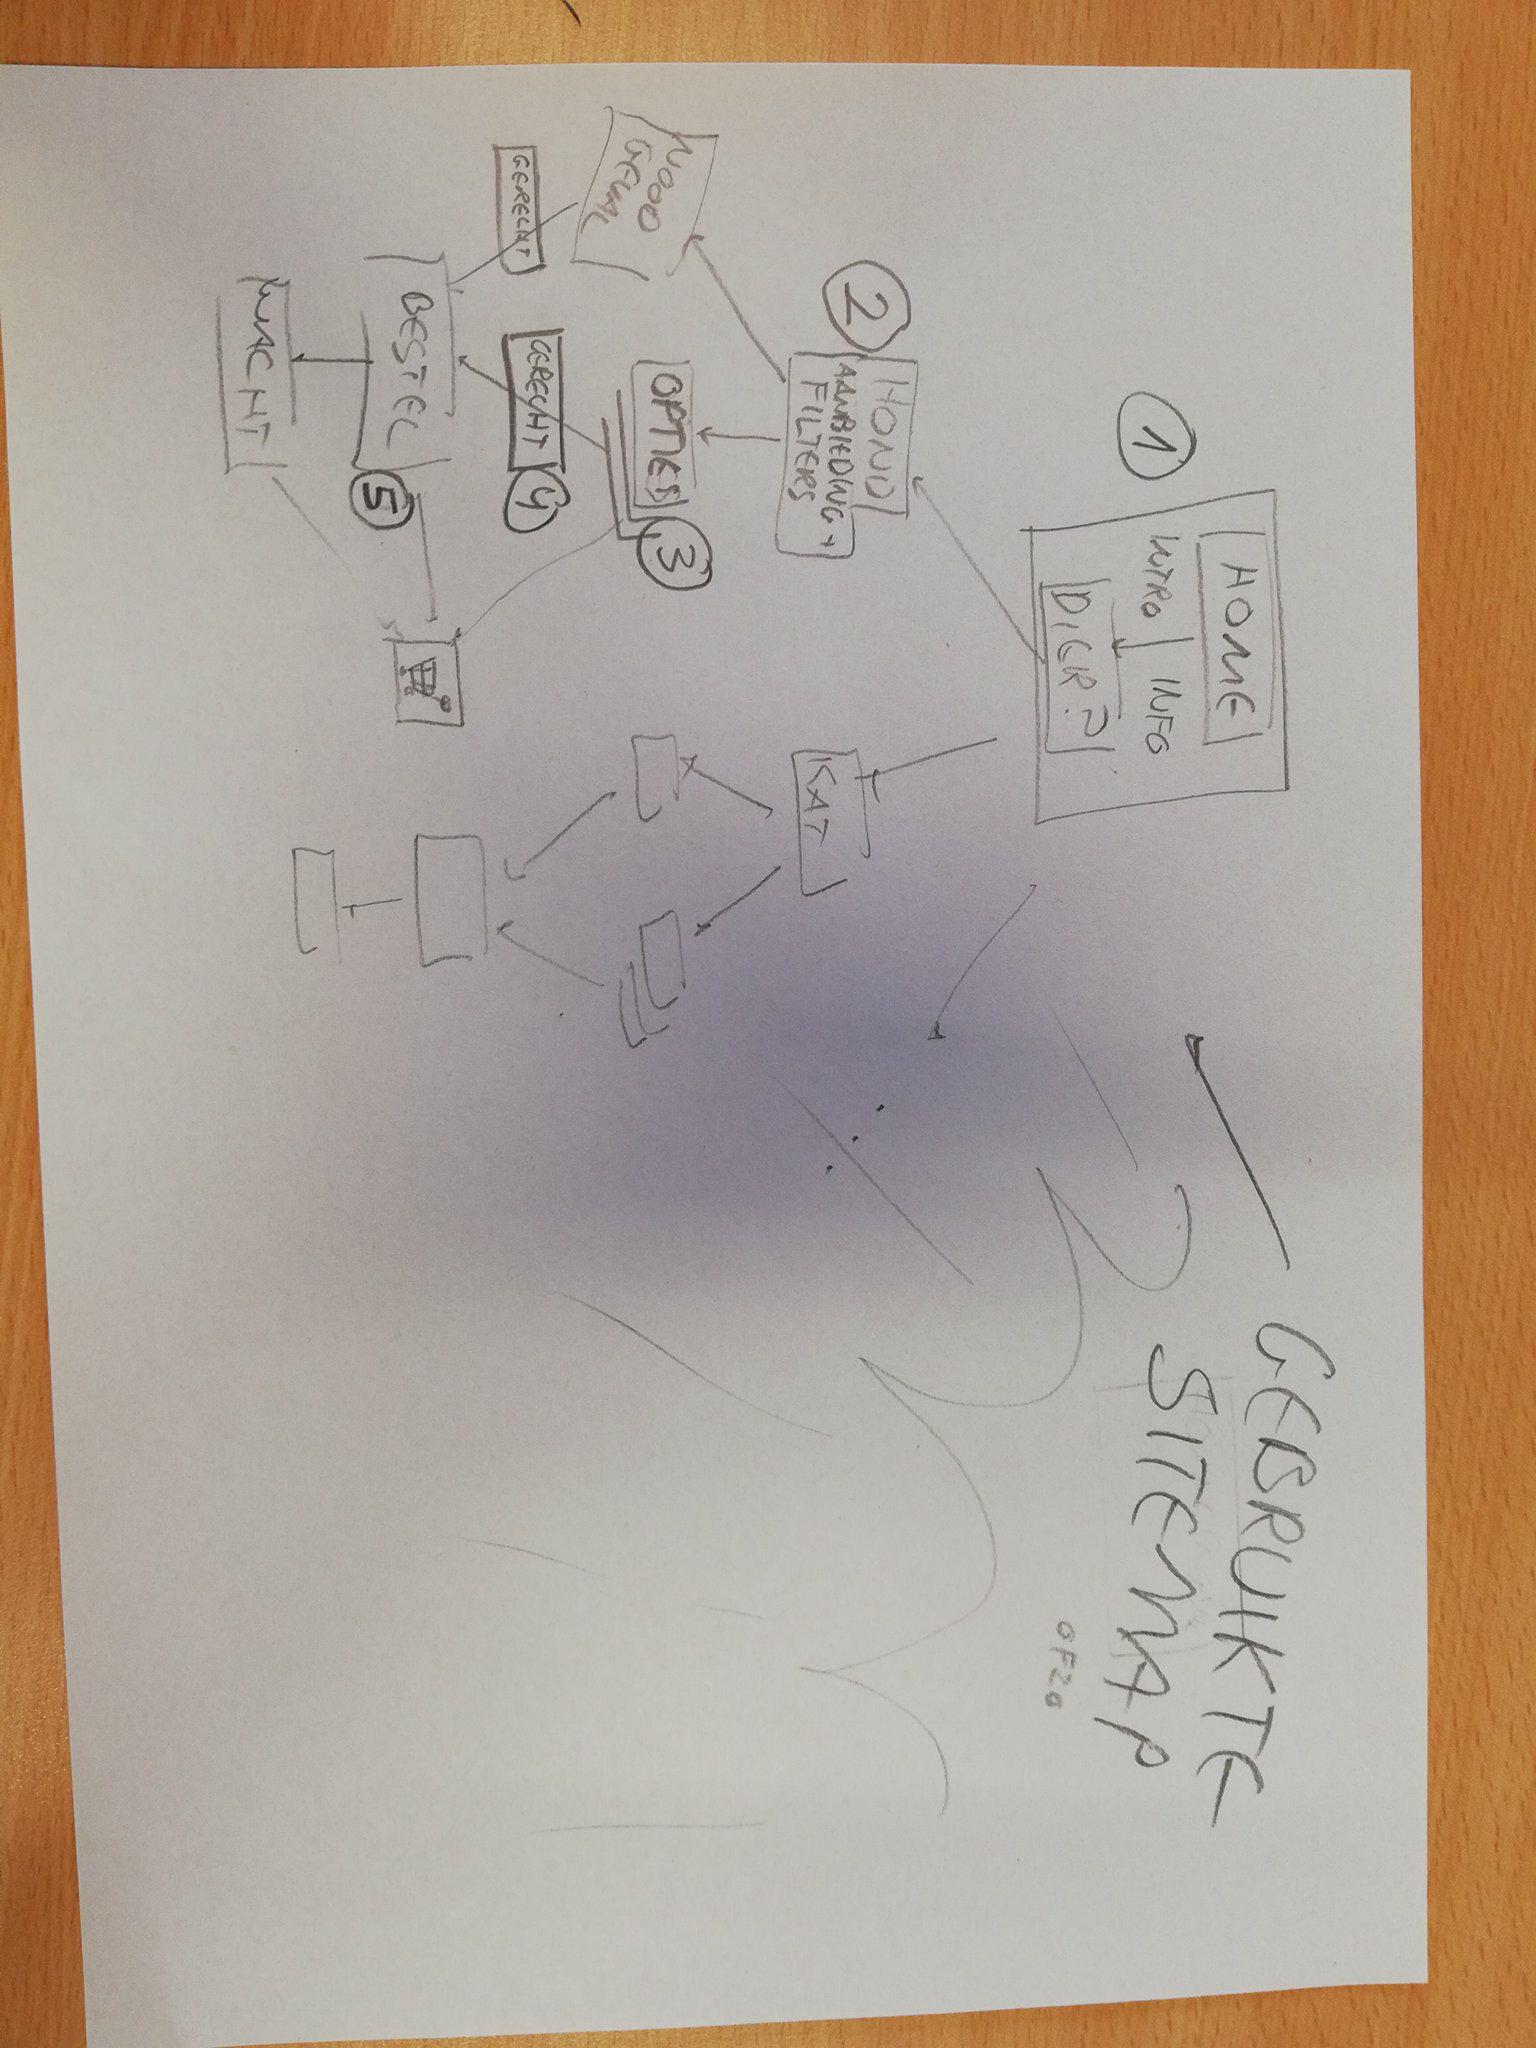 GEBRUIKTE
SITEMAP
OFZO
1
HOME
INTRO INFO
DIER?
2
HOND
AANBIEDING +
FILTERS
KAT
NOOD
GEVAL
OPTIES
3
GERECHT
GERECHT
4
BESTEL
5
WACHT